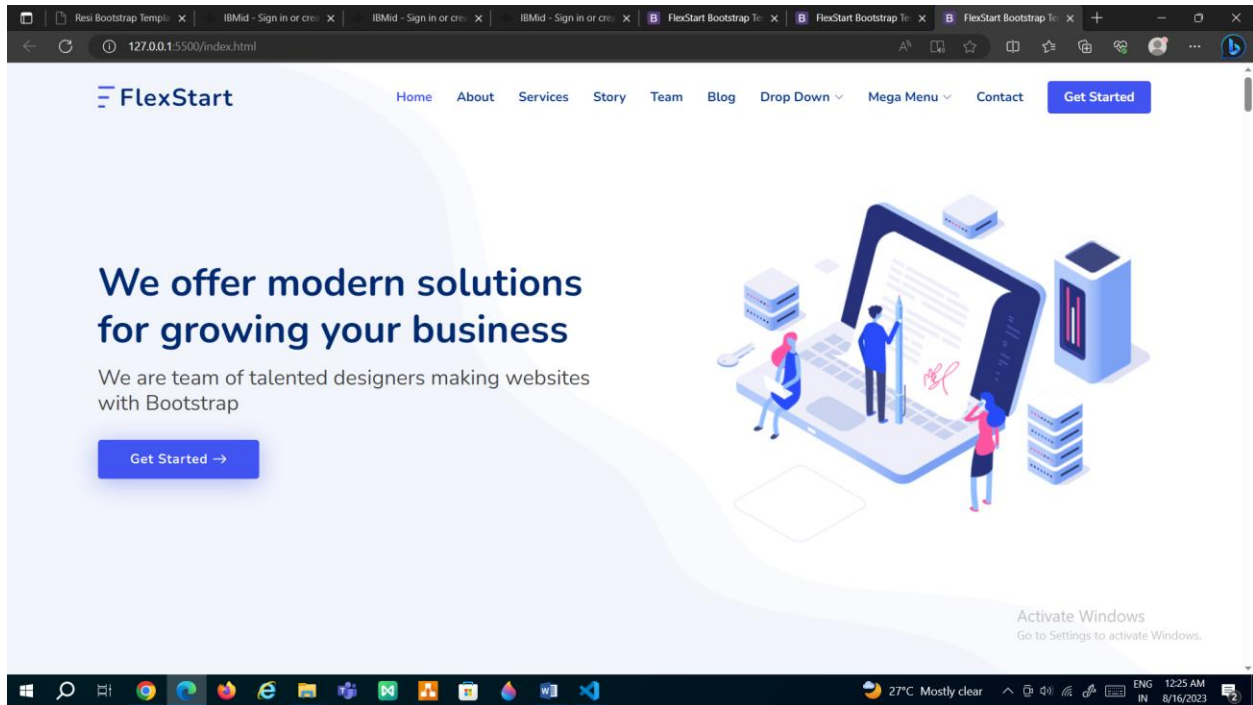 Resi Bootstrap Templa
IBMid - Sign in or crea
IBMid - Sign in or crea
IBMid - Sign in or crea
FlexStart Bootstrap Te
FlexStart Bootstrap Te
FlexStart Bootstrap Te
127.0.0.1:5500/index.html
FlexStart
Home About Services Story Team Blog Drop Down Mega Menu Contact Get Started
We offer modern solutions
for growing your business
We are team of talented designers making websites
with Bootstrap
Get Started →
Activate Windows
Go to Settings to activate Windows.
27°C Mostly clear
ENG
IN
12:25 AM
8/16/2023
2